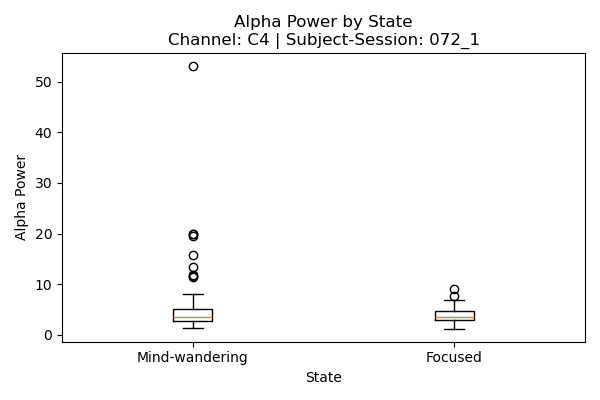 Alpha Power by State
Channel: C4 | Subject-Session: 072_1
50
40
30
20
10
0
Alpha Power
Mind-wandering
Focused
State